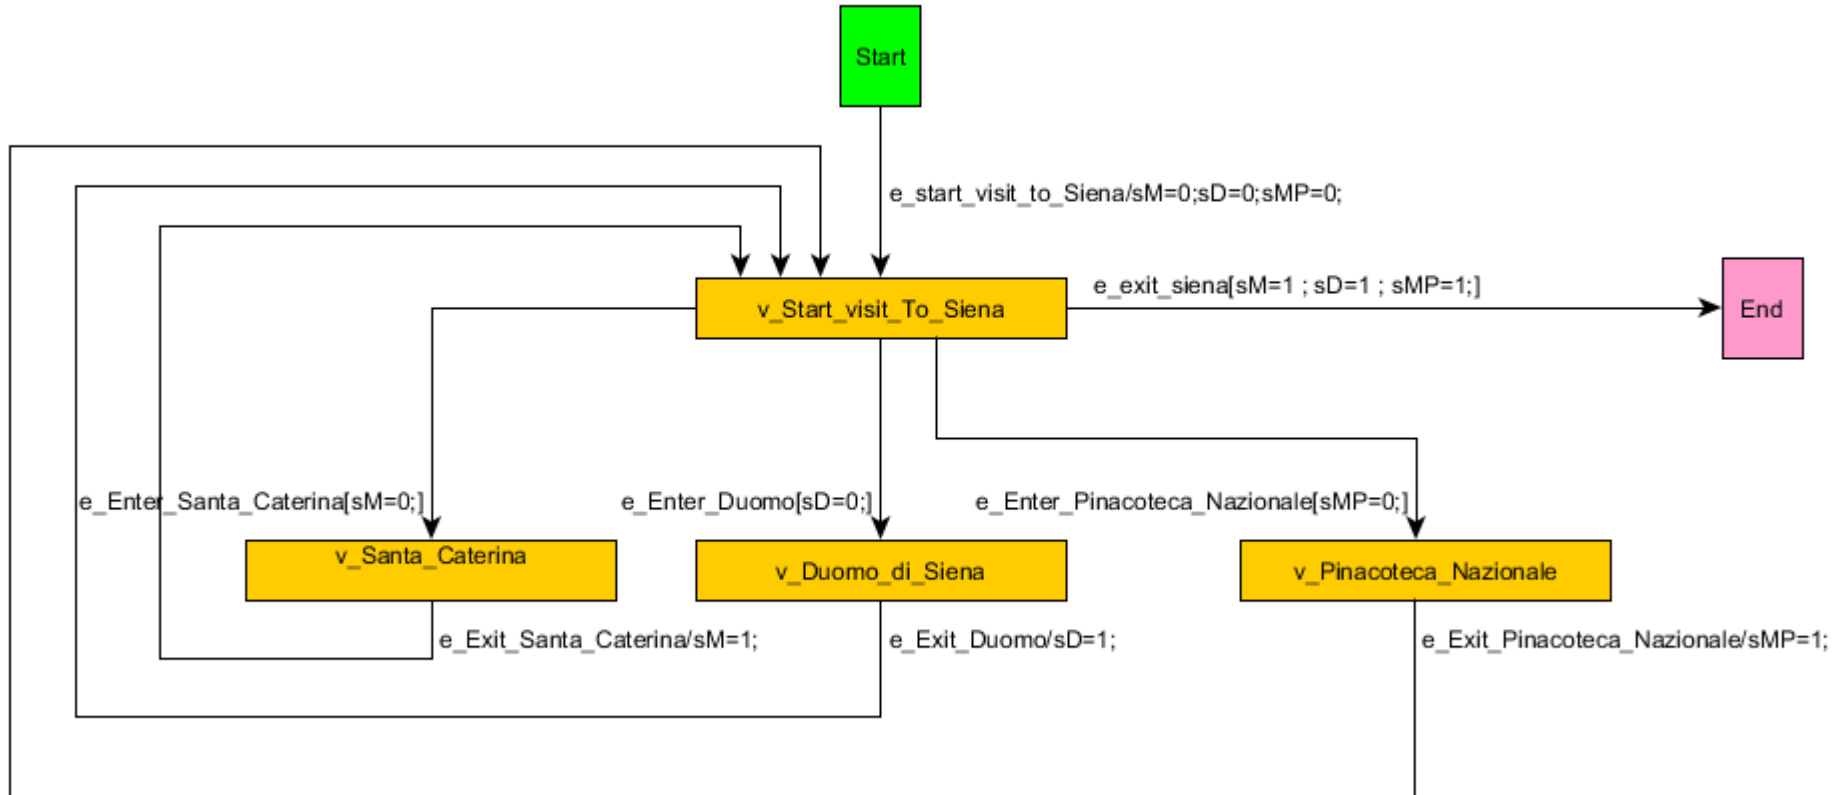 Start
e_start_visit_to_Siena/sM=0;sD=0;sMP=0;
e_exit_siena[sM=1 ; sD=1 ; sMP=1;]
v_Start_visit_To_Siena
End
e_Enter_Santa_Caterina[sM=0;]
e_Enter_Duomo[sD=0;]
e_Enter_Pinacoteca_Nazionale[sMP=0;]
v_Santa_Caterina
v_Duomo_di_Siena
v_Pinacoteca_Nazionale
e_Exit_Santa_Caterina/sM=1;
e_Exit_Duomo/sD=1;
e_Exit_Pinacoteca_Nazionale/sMP=1;